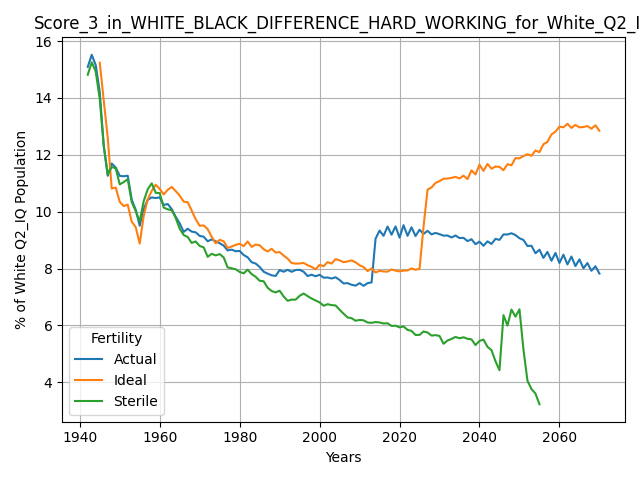 Score_3_in_WHITE_BLACK_DIFFERENCE_HARD_WORKING_for_White_Q2_I
% of White Q2_IQ Population
16
14
12
10
8
6
4
Fertility
Actual
Ideal
Sterile
1940
1960
1980
2000
2020
2040
2060
Years